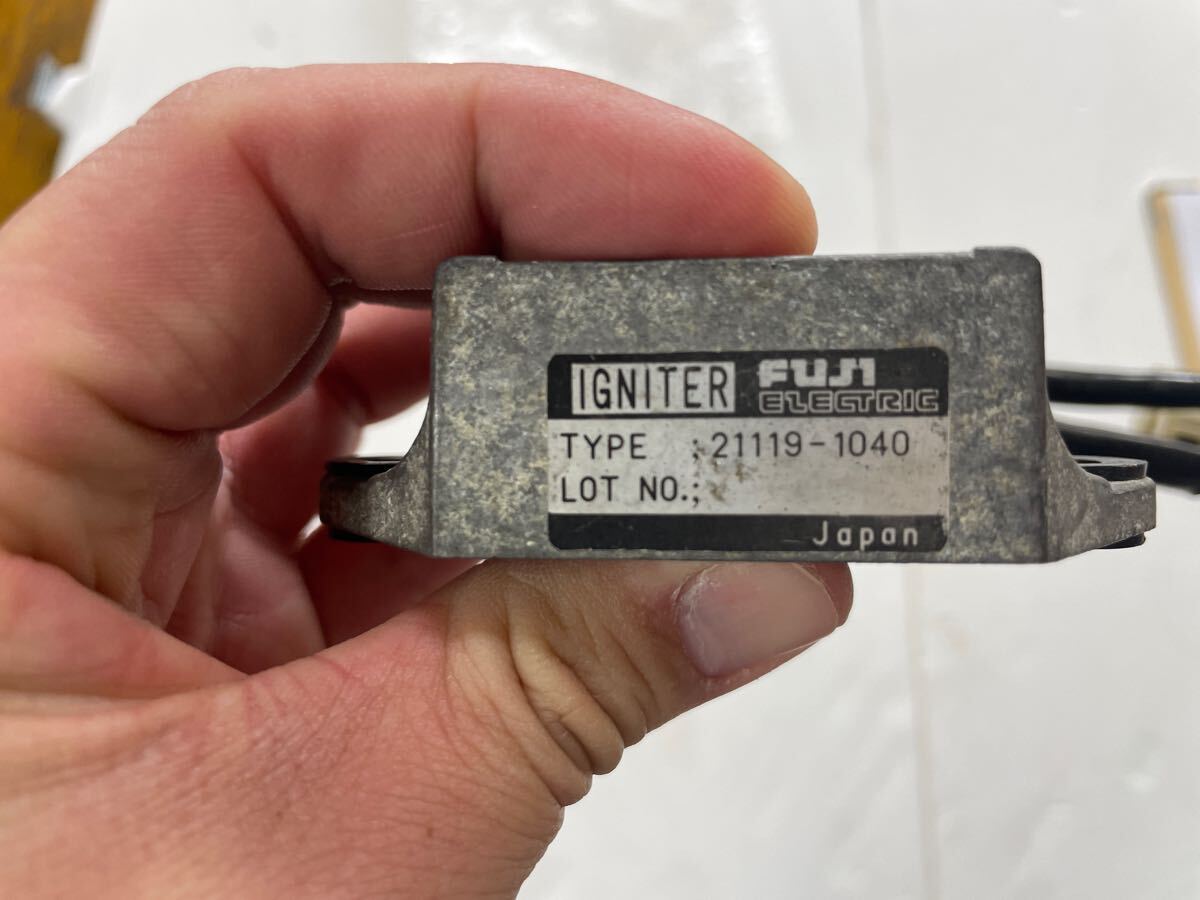 IGNITER FUJI
ELECTRIC
TYPE ;21119-1040
LOT NO.;
Japan